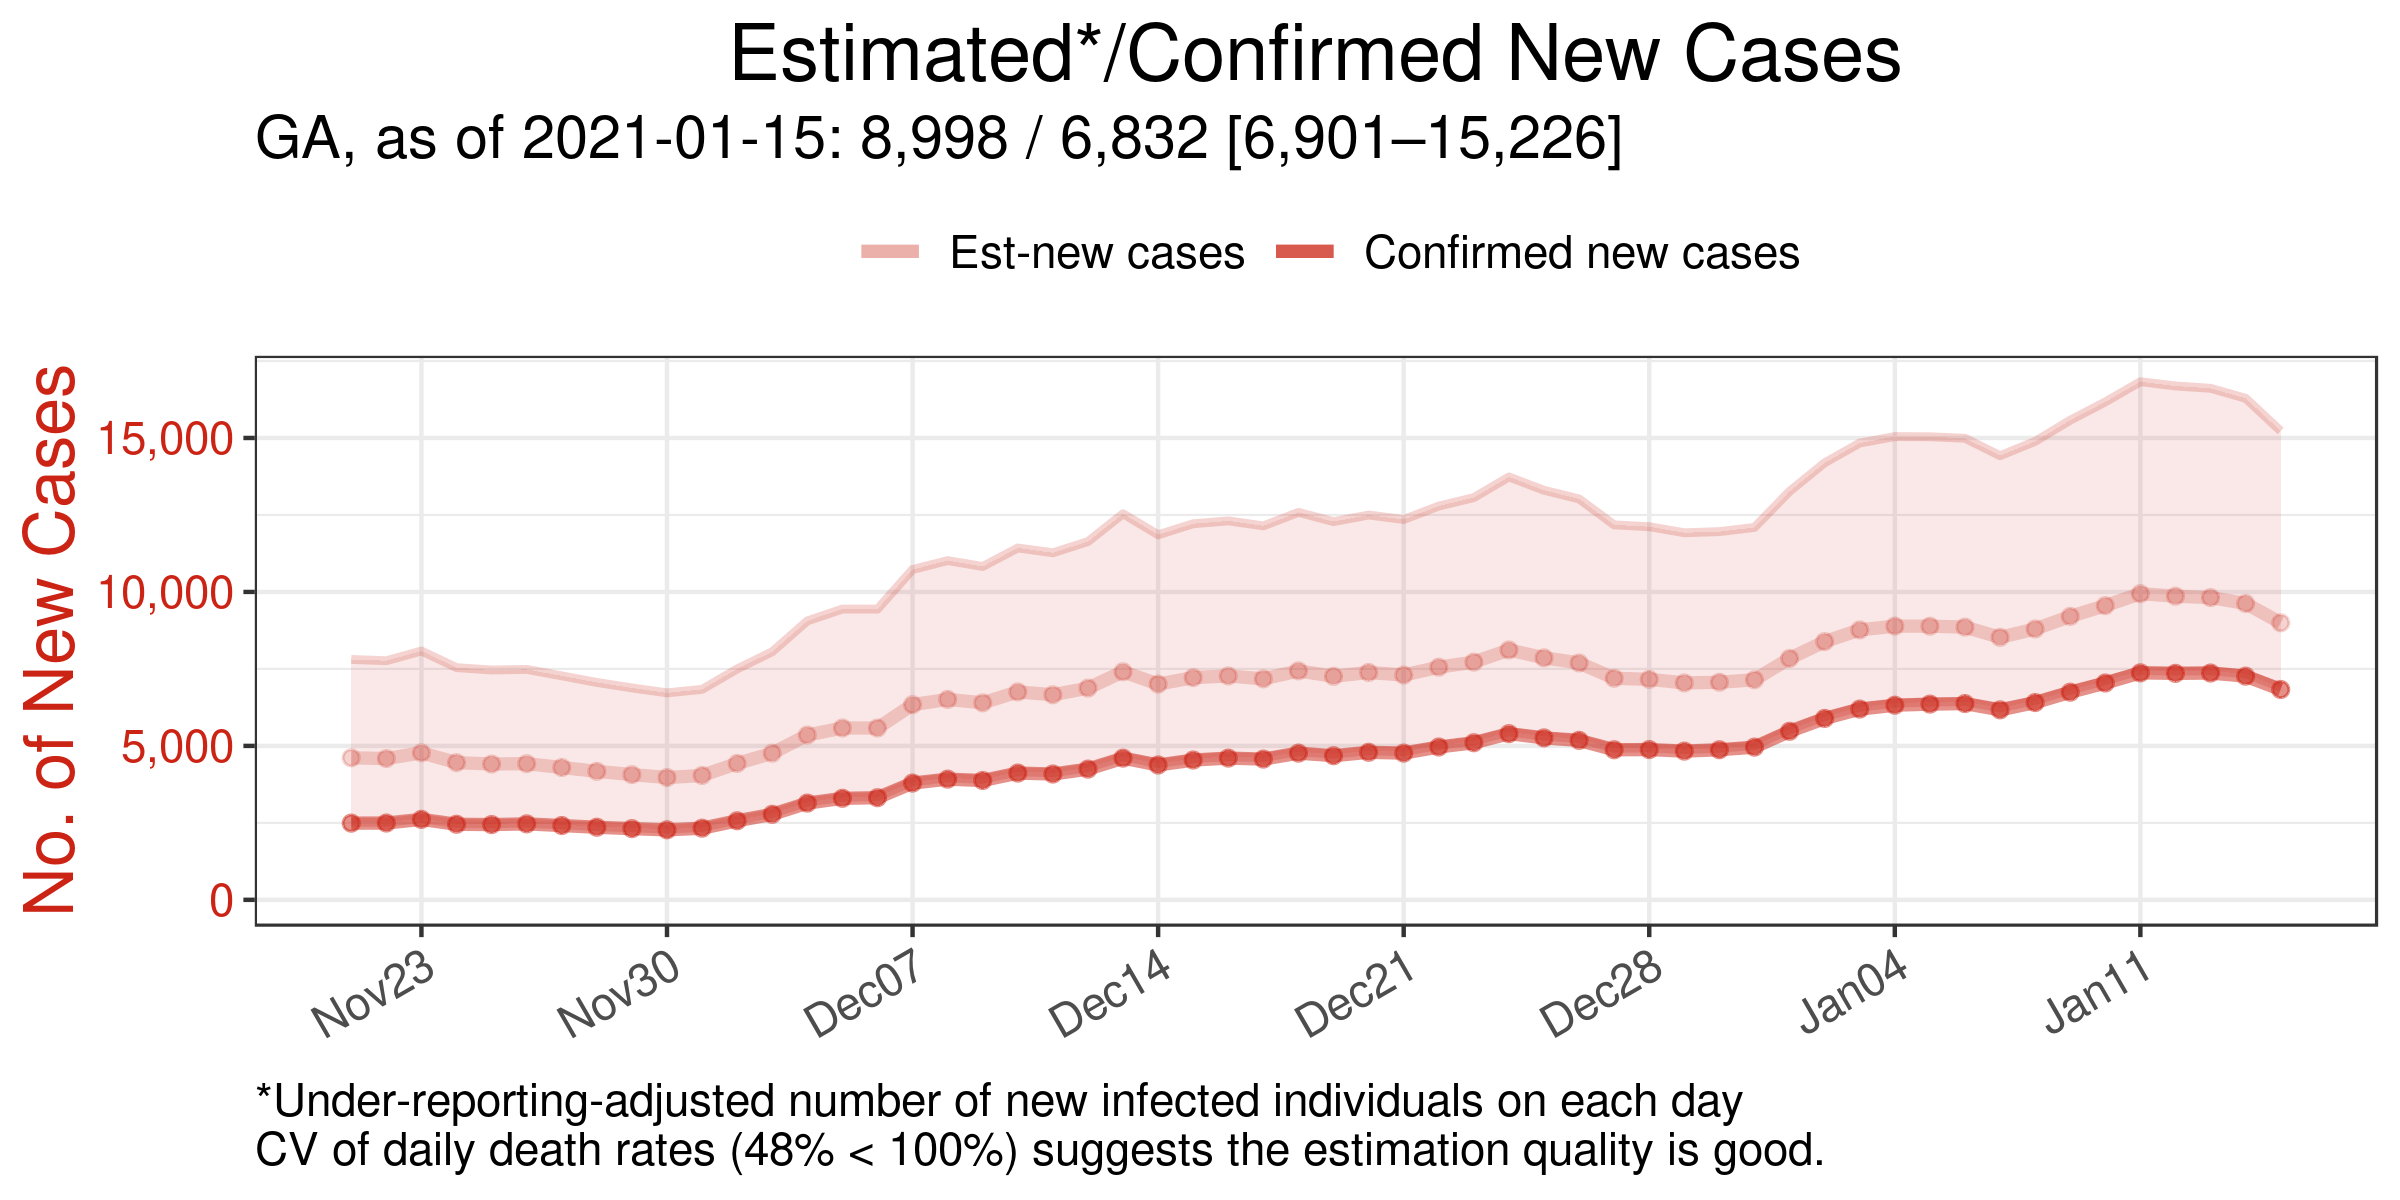 Estimated*/Confirmed New Cases
GA, as of 2021-01-15: 8,998 / 6,832 [6,901–15,226]
Est-new cases
Confirmed new cases
No. of New Cases
15,000
10,000
5,000
0
Nov23
Nov30
Dec07
Dec14
Dec21
Dec28
Jan04
Jan11
*Under-reporting-adjusted number of new infected individuals on each day
CV of daily death rates (48% < 100%) suggests the estimation quality is good.